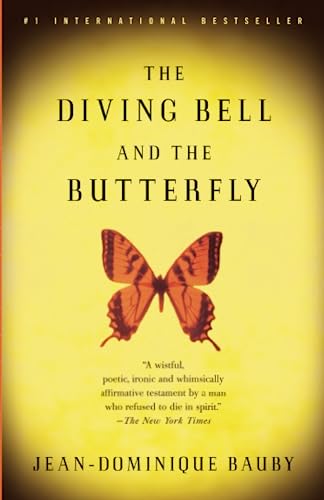 #1 INTERNATIONAL BESTSELLER
THE
DIVING BELL
AND THE
BUTTERFLY
“A wistful,
poetic, ironic and whimsically
affirmative testament by a man
who refused to die in spirit.”
—The New York Times
JEAN-DOMINIQUE BAUBY